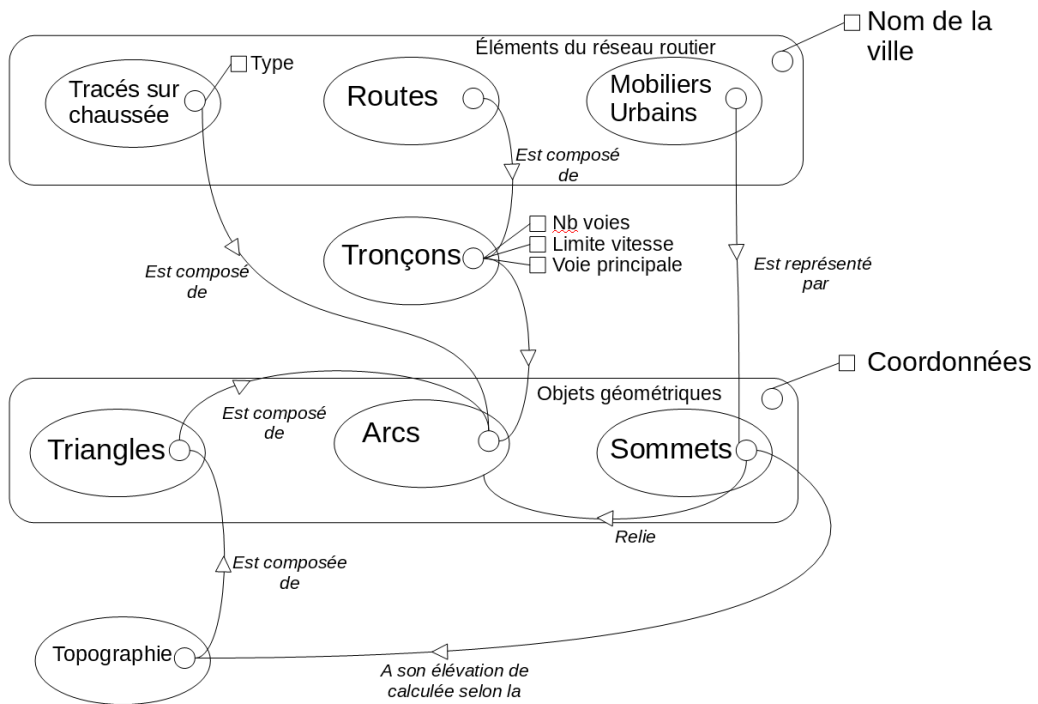 Nom de la
ville
Éléments du réseau routier
Type
Tracés sur
chaussée
Routes
Mobiliers
Urbains
Est composé
de
Nb voies
Tronçons
Limite vitesse
Voie principale
Est composé
de
Est représenté
par
Coordonnées
Objets géométriques
Est composé
de
Triangles
Arcs
Sommets
Relie
Est composée
de
Topographie
A son élévation de
calculée selon la